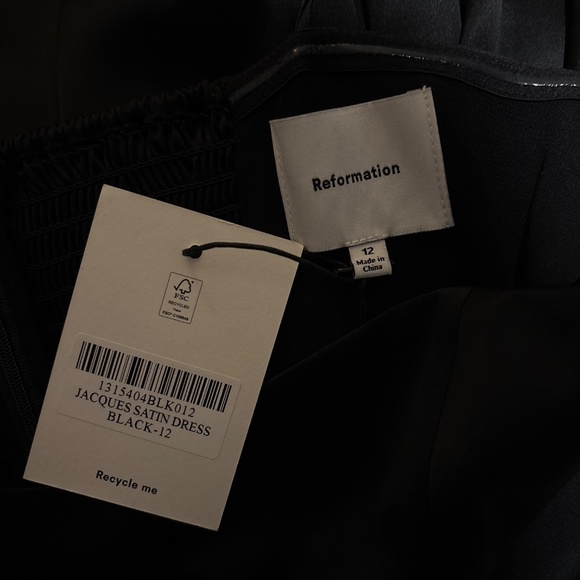 Reformation
12
Made in
China
FSC
RECYCLED
1315404BLK012
JACQUES SATIN DRESS
BLACK-12
Recycle me